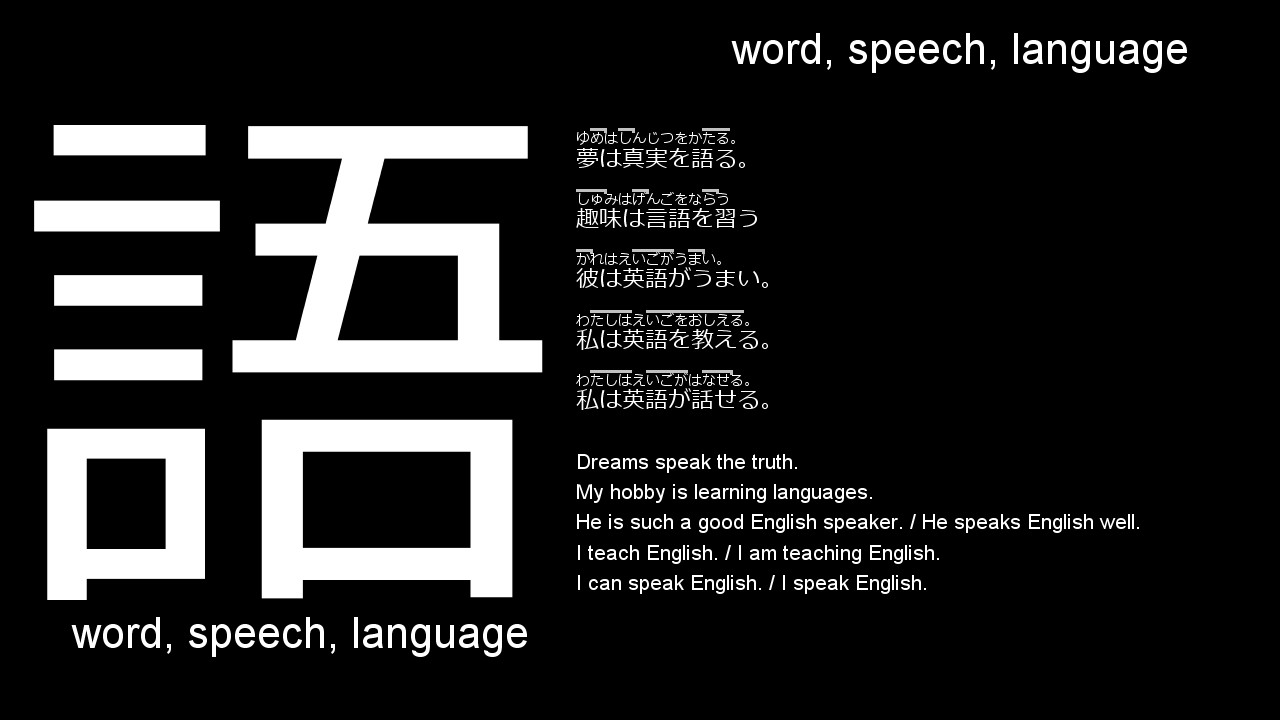 word, speech, language
語
word, speech, language
ゆめはしんじつをかたる。
夢は真実を語る。
しゅみはげんごをならう
趣味は言語を習う
かれはえいごがうまい。
彼は英語がうまい。
わたしはえいごをおしえる。
私は英語を教える。
わたしはえいごがはなせる。
私は英語が話せる。
Dreams speak the truth.
My hobby is learning languages.
He is such a good English speaker. / He speaks English well.
I teach English. / I am teaching English.
I can speak English. / I speak English.